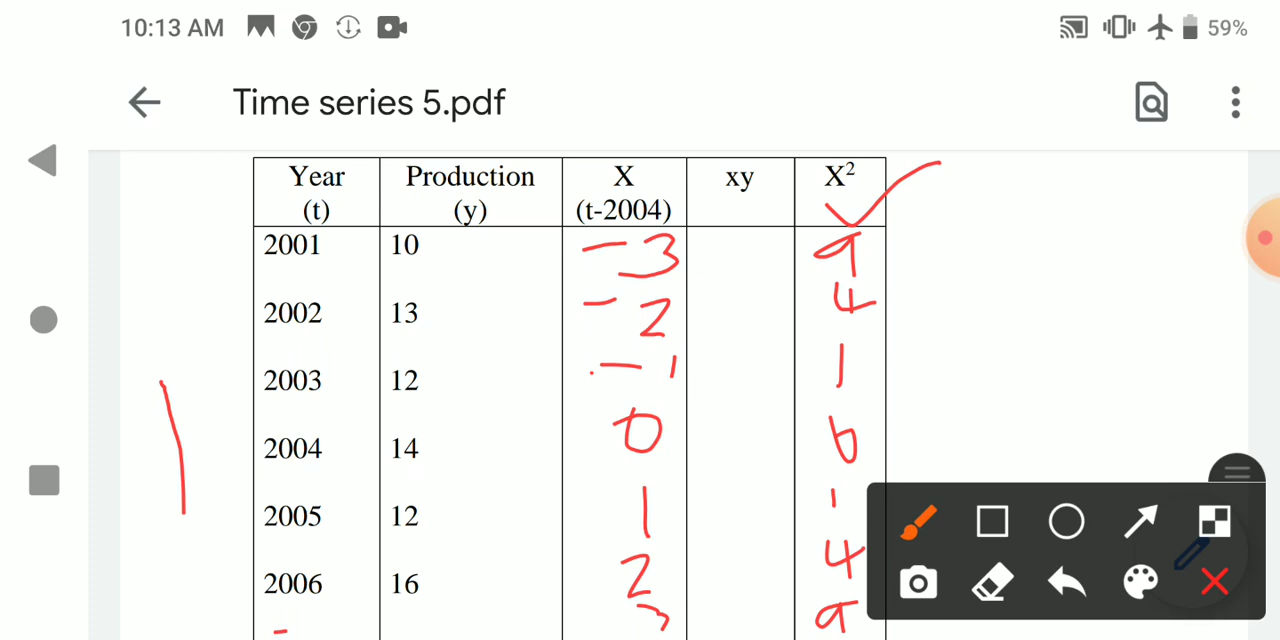 10:13 AM 59%
Time series 5.pdf
Year (t) Production (y) X (t-2004) xy X²
2001 10 -3 9
2002 13 -2 4
2003 12 -1 1
2004 14 0 0
2005 12 1 1
2006 16 2 4
3 9